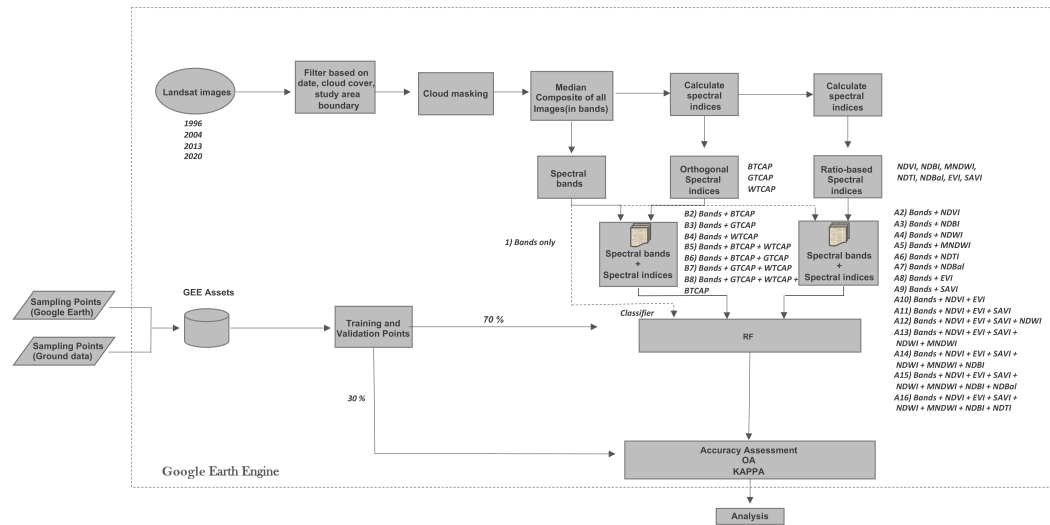 Landsat images
1996
2004
2013
2020
Filter based on
date, cloud cover,
study area
boundary
Cloud masking
Median
Composite of all
Images(in bands)
Calculate
spectral
indices
Calculate
spectral
indices
Spectral
bands
Orthogonal
Spectral
indices
BTCAP
GTCAP
WTCAP
Ratio-based
Spectral
indices
NDVI, NDBI, MNDWI,
NDTI, NDBal, EVI, SAVI
1) Bands only
Spectral bands
+
Spectral indices
B2) Bands + BTCAP
B3) Bands + GTCAP
B4) Bands + WTCAP
B5) Bands + BTCAP + WTCAP
B6) Bands + BTCAP + GTCAP
B7) Bands + GTCAP + WTCAP
B8) Bands + GTCAP + WTCAP +
BTCAP
Spectral bands
+
Spectral indices
A2) Bands + NDVI
A3) Bands + NDBI
A4) Bands + NDWI
A5) Bands + MNDWI
A6) Bands + NDTI
A7) Bands + NDBal
A8) Bands + EVI
A9) Bands + SAVI
A10) Bands + NDVI + EVI
A11) Bands + NDVI + EVI + SAVI
A12) Bands + NDVI + EVI + SAVI + NDWI
A13) Bands + NDVI + EVI + SAVI +
NDWI + MNDWI
A14) Bands + NDVI + EVI + SAVI +
NDWI + MNDWI + NDBI
A15) Bands + NDVI + EVI + SAVI +
NDWI + MNDWI + NDBI + NDBal
A16) Bands + NDVI + EVI + SAVI +
NDWI + MNDWI + NDBI + NDTI
Sampling Points
(Google Earth)
Sampling Points
(Ground data)
GEE Assets
Training and
Validation Points
70 %
Classifier
RF
30 %
Accuracy Assessment
OA
KAPPA
Google Earth Engine
Analysis